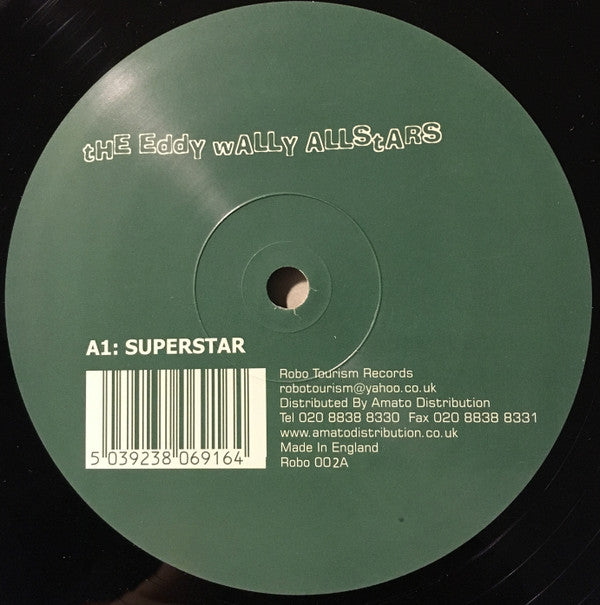 tHE EddY wALLY ALLStARS
A1: SUPERSTAR
Robo Tourism Records
robotourism@yahoo.co.uk
Distributed By Amato Distribution
Tel 020 8838 8330 Fax 020 8838 8331
www.amatodistribution.co.uk
Made In England
Robo 002A
5 039238 069164